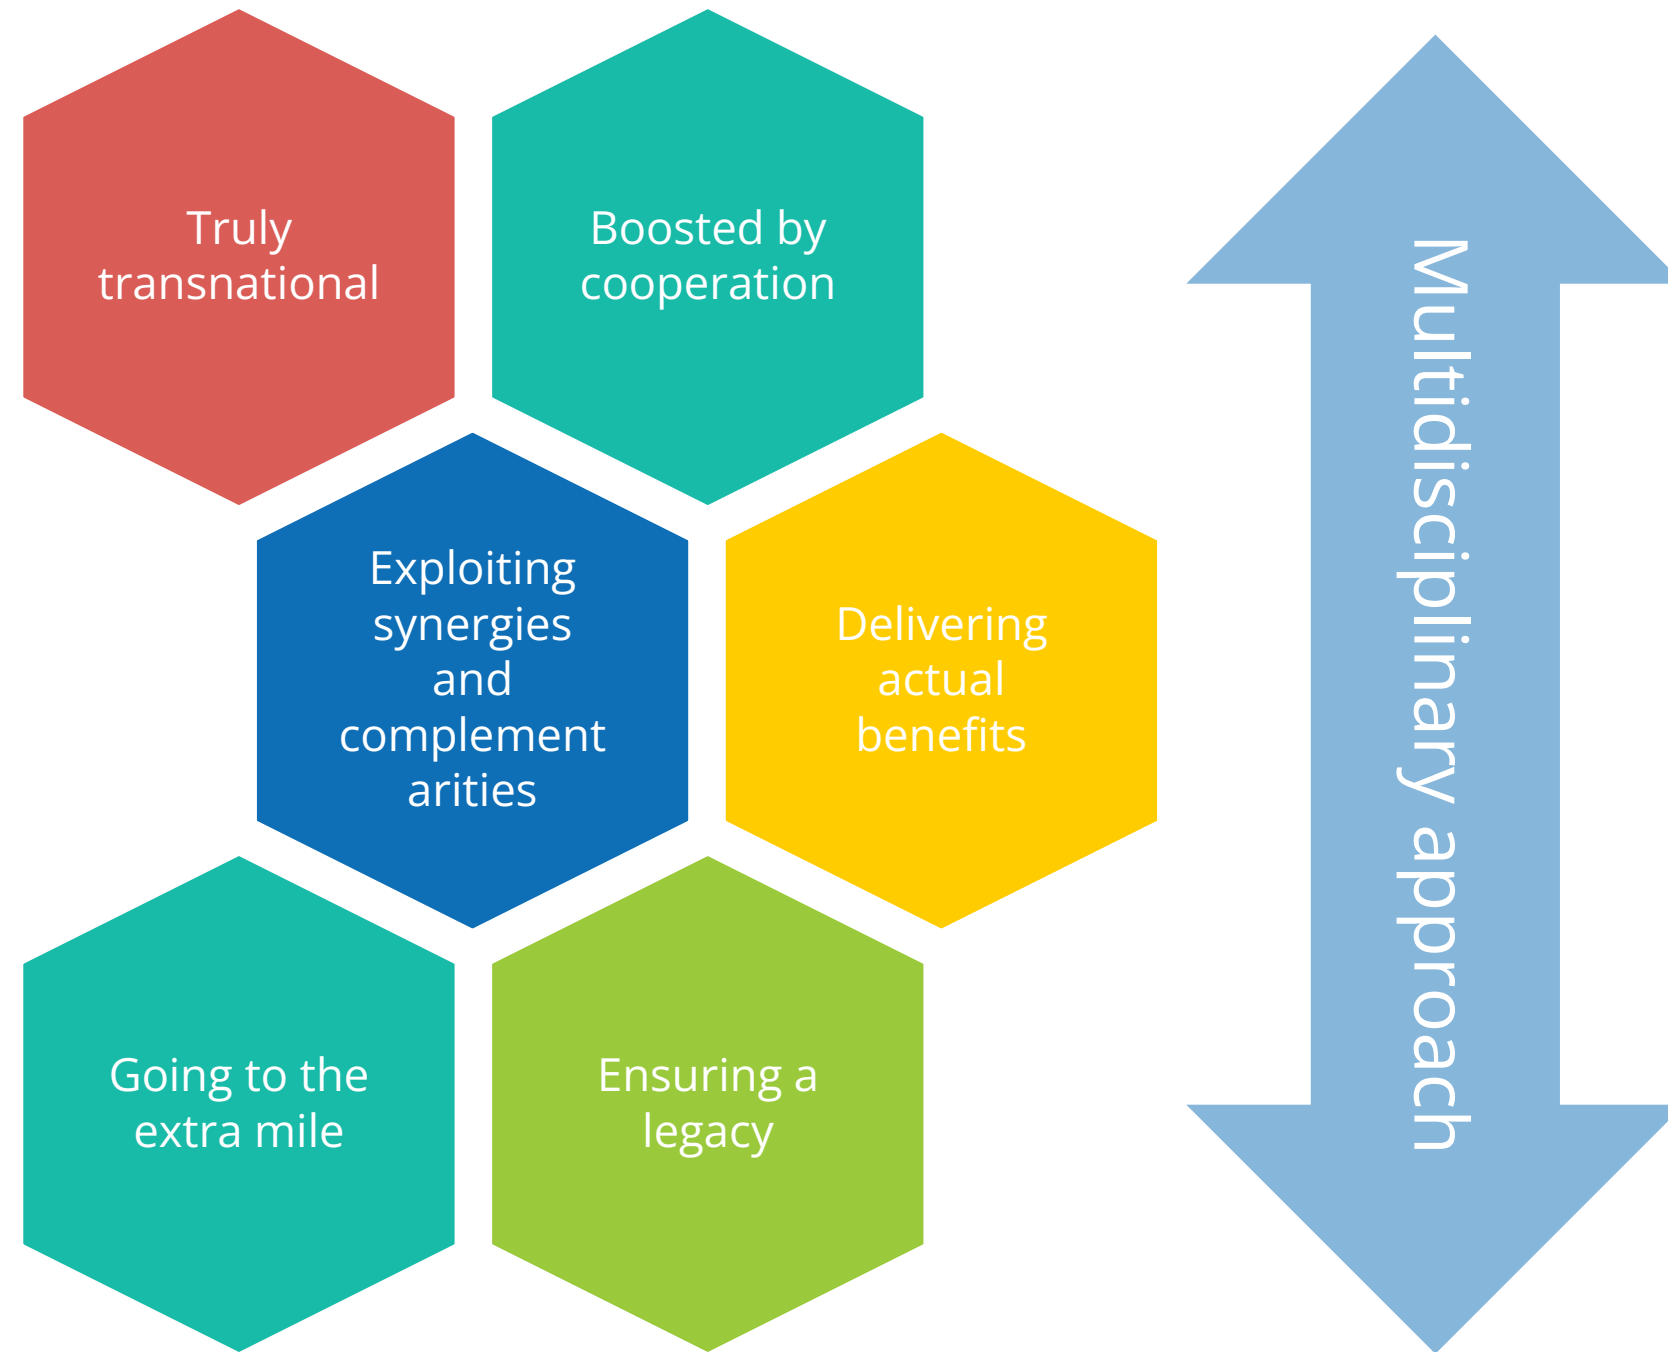 Truly
transnational
Boosted by
cooperation
Exploiting
synergies
and
complement
arities
Delivering
actual
benefits
Going to the
extra mile
Ensuring a
legacy
Multidisciplinary approach